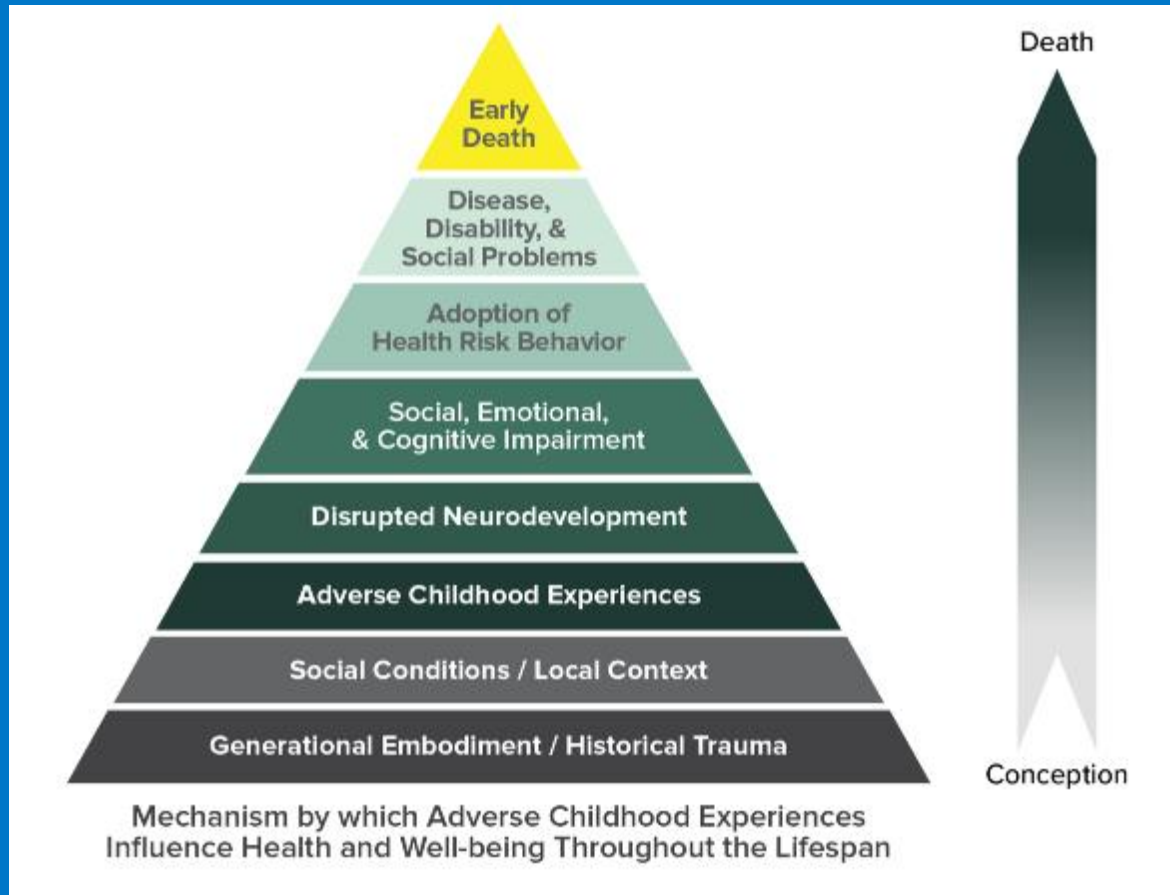 Death
Early
Death
Disease,
Disability, &
Social Problems
Adoption of
Health Risk Behavior
Social, Emotional,
& Cognitive Impairment
Disrupted Neurodevelopment
Adverse Childhood Experiences
Social Conditions / Local Context
Generational Embodiment / Historical Trauma
Conception
Mechanism by which Adverse Childhood Experiences
Influence Health and Well-being Throughout the Lifespan